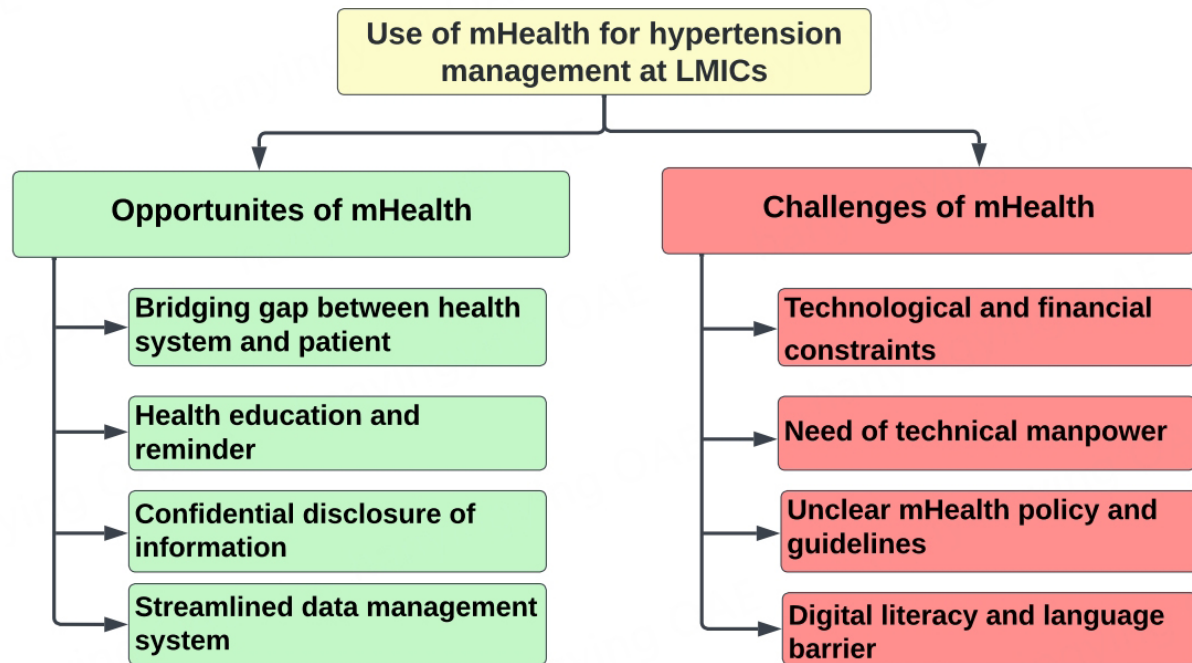 Use of mHealth for hypertension
management at LMICs
Opportunites of mHealth
Bridging gap between health
system and patient
Health education and
reminder
Confidential disclosure of
information
Streamlined data management
system
Challenges of mHealth
Technological and financial
constraints
Need of technical manpower
Unclear mHealth policy and
guidelines
Digital literacy and language
barrier